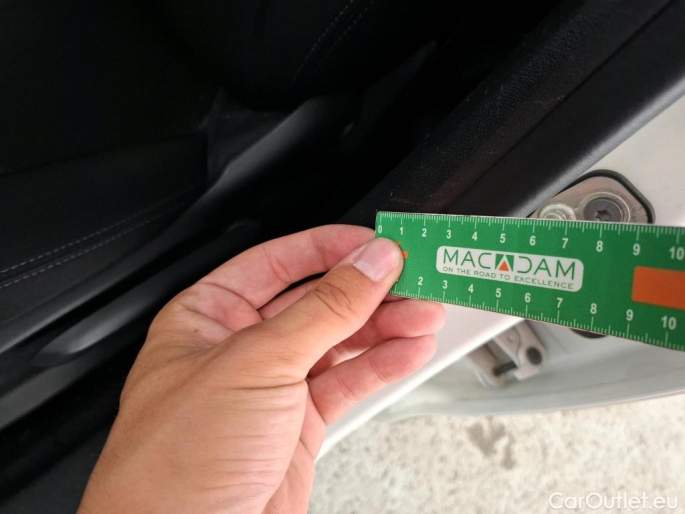 0 1 2 3 4 5 6 7 8 9 10
MACADAM
ON THE ROAD TO EXCELLENCE
2 3 4 5 6 7 8 9 10
CarOutlet.eu